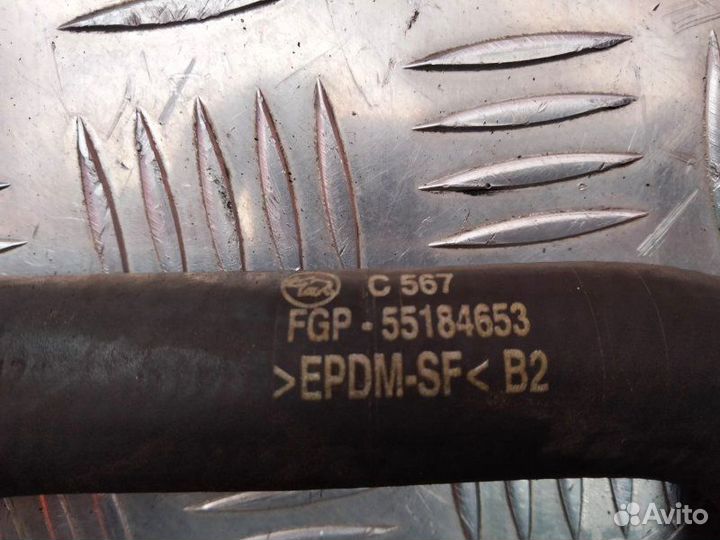 C 567
FGP - 55184653
>EPDM-SF< B2
Avito